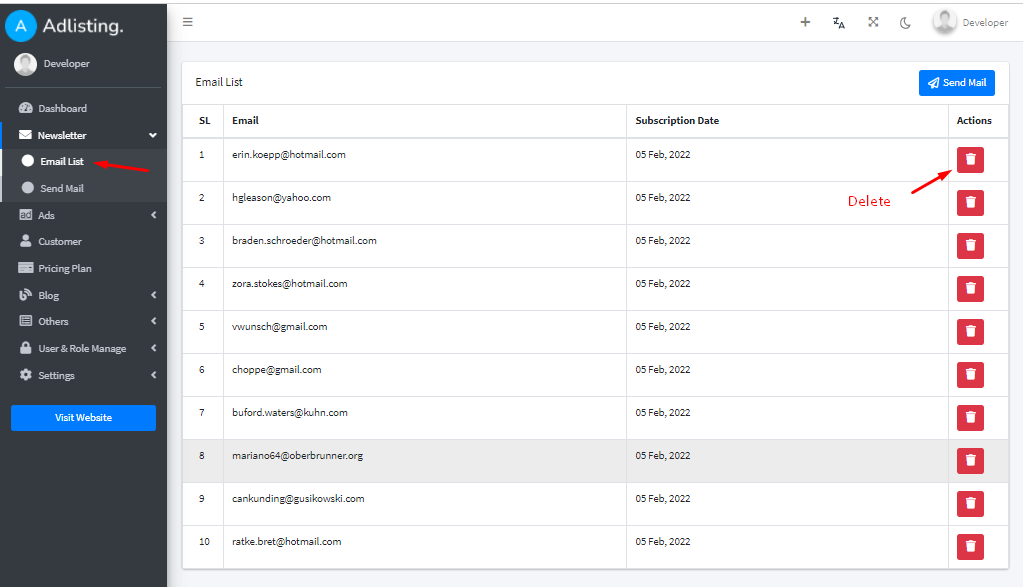 Adlisting.
Developer
Developer
Dashboard
Newsletter
Email List
Send Mail
Ads
Customer
Pricing Plan
Blog
Others
User & Role Manage
Settings
Visit Website
Email List
Send Mail
SL Email Subscription Date Actions
1 erin.koepp@hotmail.com 05 Feb, 2022
Delete
2 hgleason@yahoo.com 05 Feb, 2022
3 braden.schroeder@hotmail.com 05 Feb, 2022
4 zora.stokes@hotmail.com 05 Feb, 2022
5 vwunsch@gmail.com 05 Feb, 2022
6 choppe@gmail.com 05 Feb, 2022
7 buford.waters@kuhn.com 05 Feb, 2022
8 mariano64@oberbrunner.org 05 Feb, 2022
9 cankunding@gusikowski.com 05 Feb, 2022
10 ratke.bret@hotmail.com 05 Feb, 2022